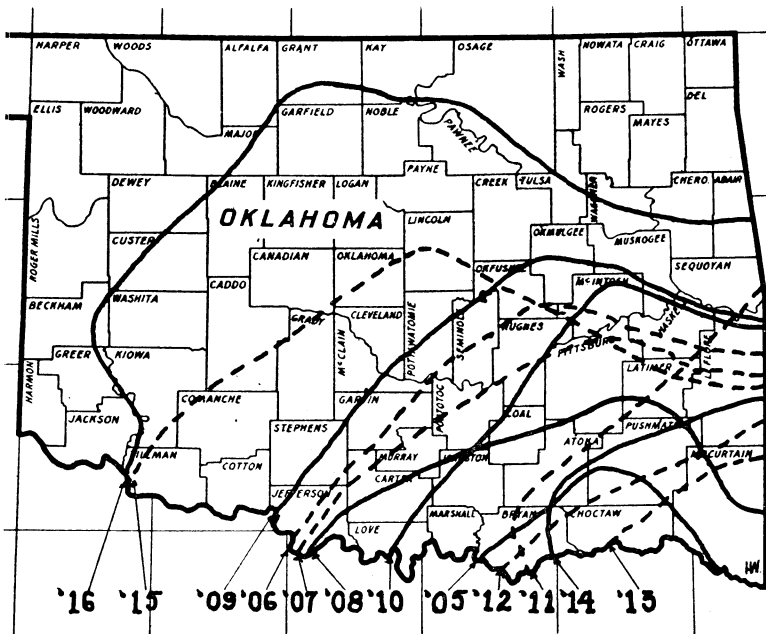 HARPER WOODS ALFALFA GRANT KAY OSAGE WASH NOWATA CRAIG OTTAWA
ELLIS WOODWARD MAJOR GARFIELD NOBLE PAWNEE ROGERS MAYES DEL
DEWEY BLAINE KINGFISHER LOGAN PAYNE CREEK TULSA WAGONER CHERO. ADAIR
OKLAHOMA
ROGER MILLS CUSTER CANADIAN OKLAHOMA LINCOLN OKFUSKEE OKMULGEE MUSKOGEE SEQUOYAH
BECKHAM WASHITA CADDO GRADY CLEVELAND McCLAIN POTTAWATOMIE SEMINOLE HUGHES McINTOSH PITTSBURG HASKELL
HARMON GREER KIOWA COMANCHE GARVIN PONTOTOC COAL LATIMER LE FLORE
JACKSON TILLMAN COTTON STEPHENS MURRAY CARTER JOHNSTON ATOKA PUSHMATA McCURTAIN
JEFFERSON LOVE MARSHALL BRYAN CHOCTAW
H.W.
'16 '15 '09 '06 '07 '08 '10 '05 '12 '11 '14 '13